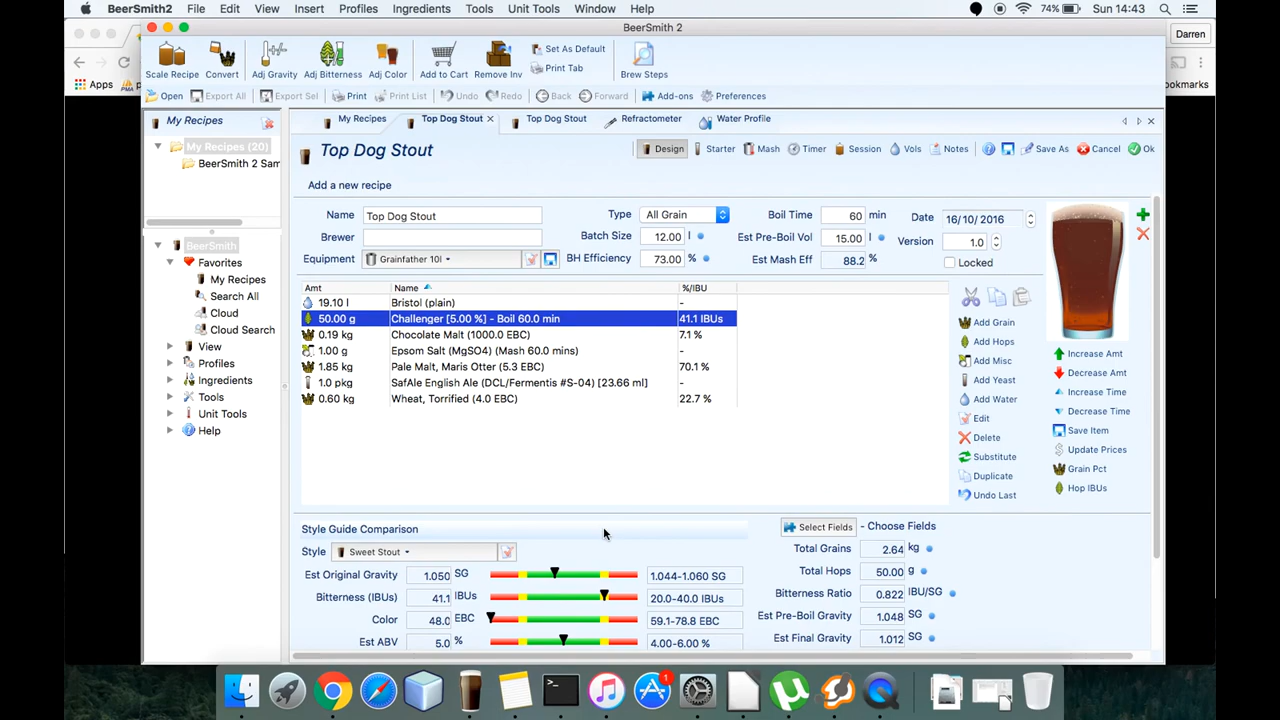 BeerSmith2 File Edit View Insert Profiles Ingredients Tools Unit Tools Window Help 74% Sun 14:43
BeerSmith 2
Darren
Scale Recipe Convert Adj Gravity Adj Bitterness Adj Color Add to Cart Remove Inv Set As Default Print Tab Brew Steps
Apps
Open Export All Export Sel Print Print List Undo Redo Back Forward Add-ons Preferences
My Recipes
My Recipes Top Dog Stout Top Dog Stout Refractometer Water Profile
My Recipes (20)
BeerSmith 2 Sam
Top Dog Stout
Design Starter Mash Timer Session Vols Notes Save As Cancel Ok
Add a new recipe
Name Top Dog Stout Type All Grain Boil Time 60 min Date 16/10/2016
Brewer Batch Size 12.00 l Est Pre-Boil Vol 15.00 l Version 1.0
Equipment Grainfather 10l BH Efficiency 73.00 % Est Mash Eff 88.2 % Locked
BeerSmith
Favorites
My Recipes
Search All
Cloud
Cloud Search
View
Profiles
Ingredients
Tools
Unit Tools
Help
Amt Name %/IBU
19.10 l Bristol (plain) -
50.00 g Challenger [5.00 %] - Boil 60.0 min 41.1 IBUs
0.19 kg Chocolate Malt (1000.0 EBC) 7.1 %
1.00 g Epsom Salt (MgSO4) (Mash 60.0 mins) -
1.85 kg Pale Malt, Maris Otter (5.3 EBC) 70.1 %
1.0 pkg SafAle English Ale (DCL/Fermentis #S-04) [23.66 ml] -
0.60 kg Wheat, Torrified (4.0 EBC) 22.7 %
Add Grain
Add Hops
Add Misc
Add Yeast
Add Water
Edit
Delete
Substitute
Duplicate
Undo Last
Increase Amt
Decrease Amt
Increase Time
Decrease Time
Save Item
Update Prices
Grain Pct
Hop IBUs
Style Guide Comparison
Style Sweet Stout
Est Original Gravity 1.050 SG 1.044-1.060 SG
Bitterness (IBUs) 41.1 IBUs 20.0-40.0 IBUs
Color 48.0 EBC 59.1-78.8 EBC
Est ABV 5.0 % 4.00-6.00 %
Select Fields - Choose Fields
Total Grains 2.64 kg
Total Hops 50.00 g
Bitterness Ratio 0.822 IBU/SG
Est Pre-Boil Gravity 1.048 SG
Est Final Gravity 1.012 SG
1